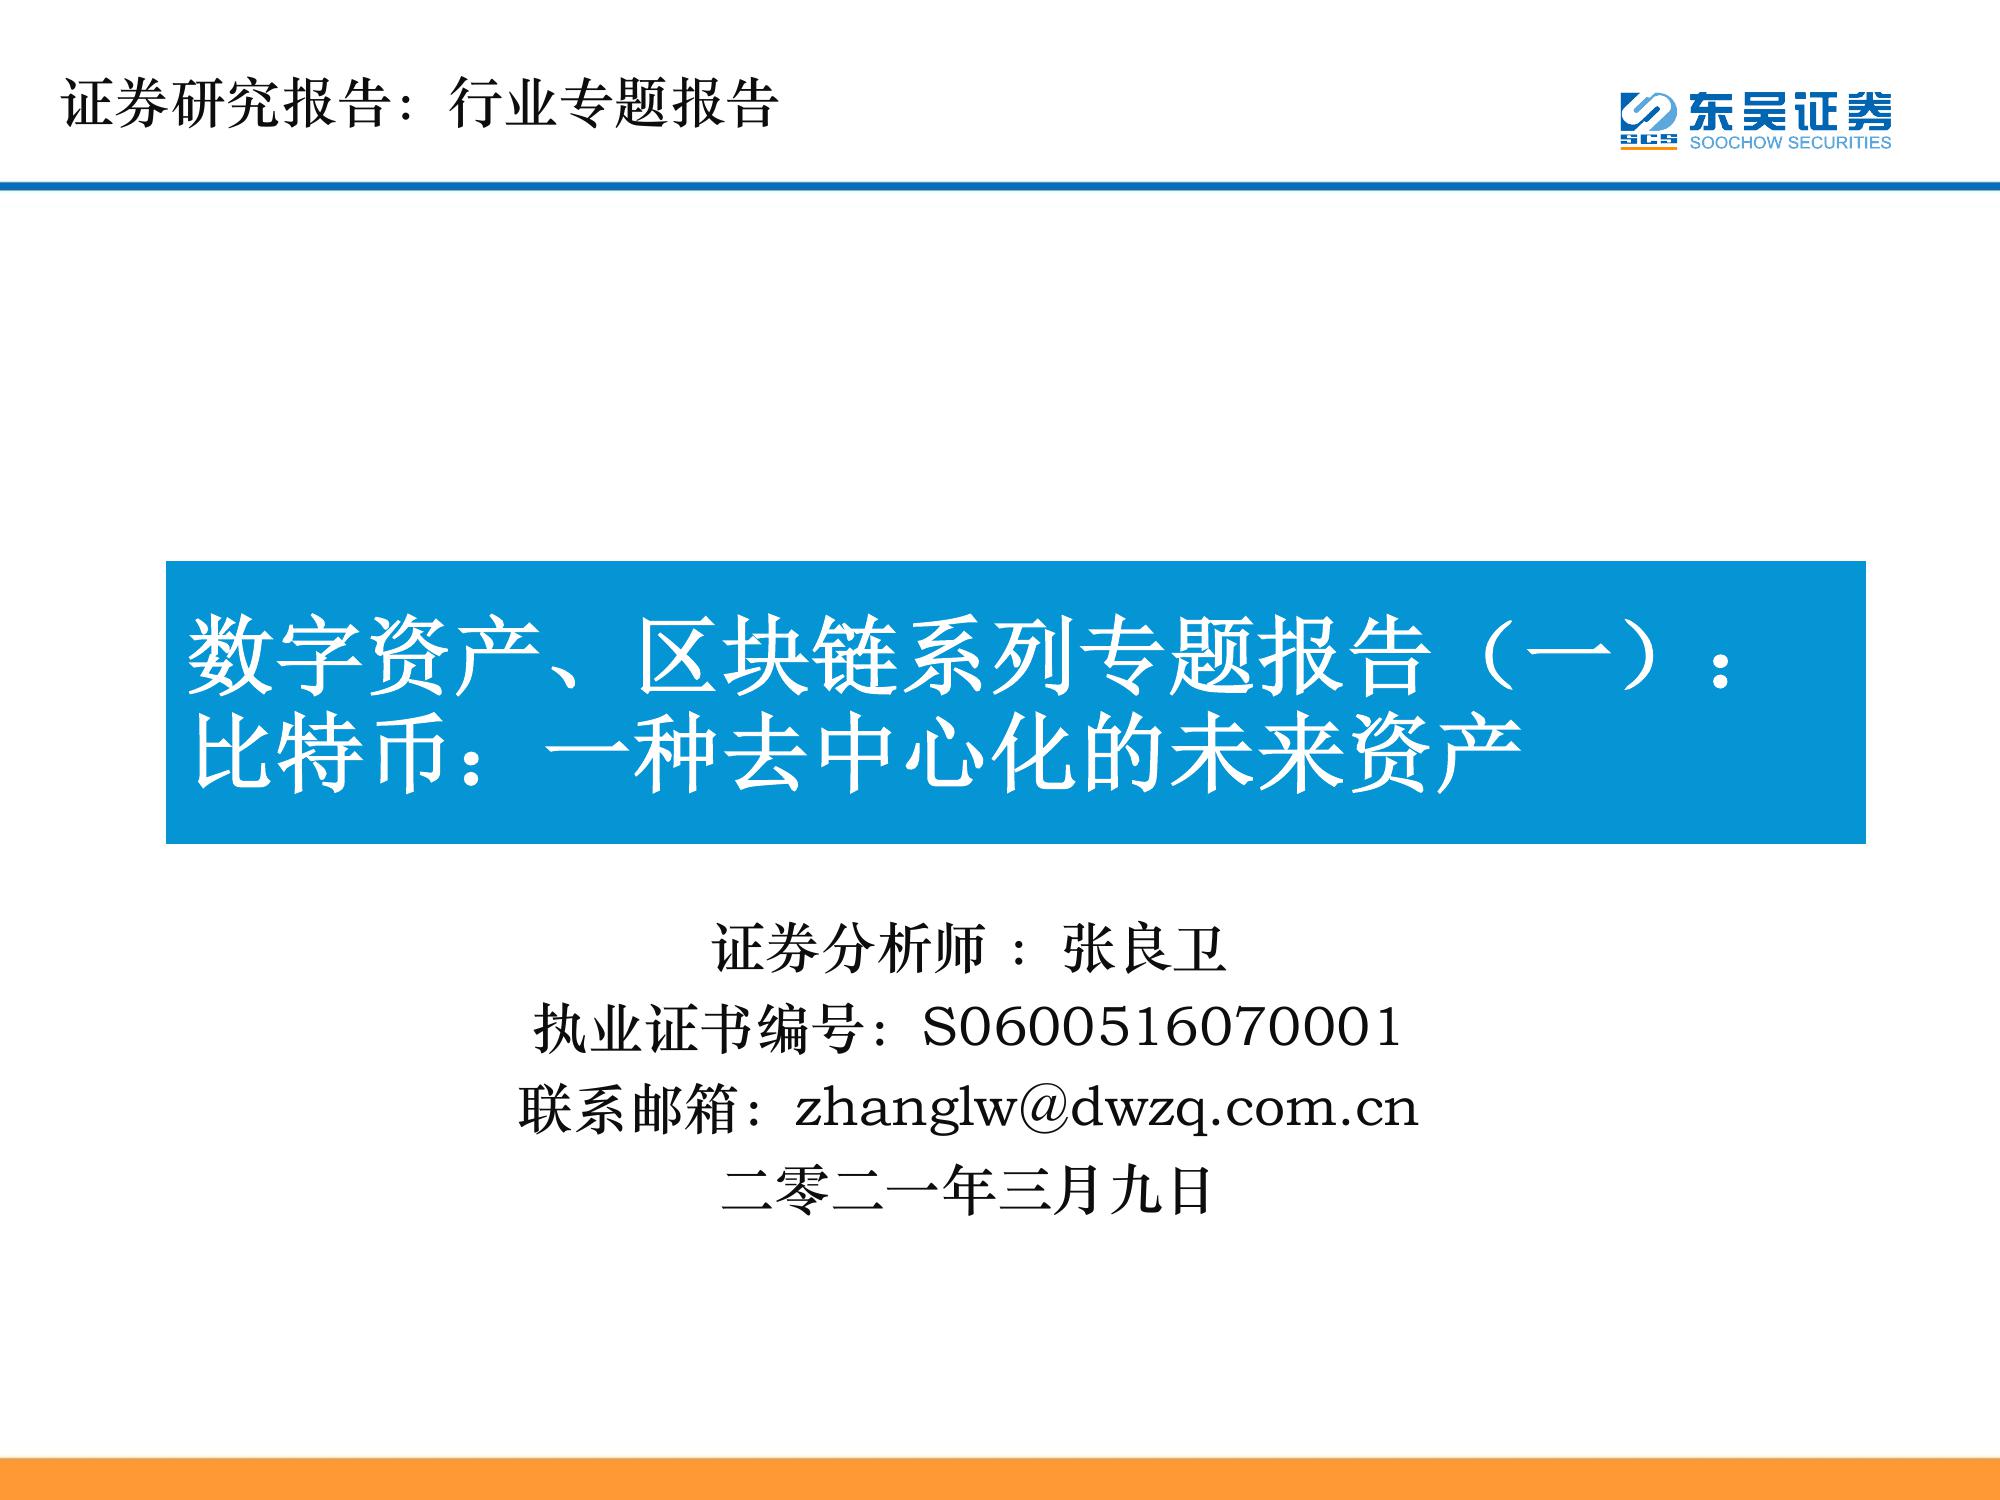 证券研究报告：行业专题报告
东吴证券
SCS
SOOCHOW SECURITIES
数字资产、区块链系列专题报告（一）：
比特币：一种去中心化的未来资产
证券分析师 ：张良卫
执业证书编号：S0600516070001
联系邮箱：zhanglw@dwzq.com.cn
二零二一年三月九日